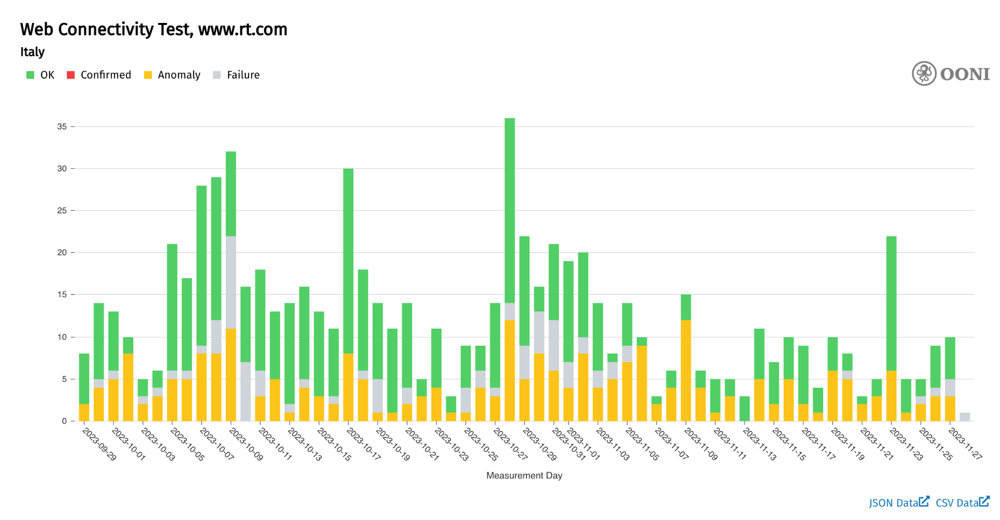 Web Connectivity Test, www.rt.com
Italy
OK Confirmed Anomaly Failure
OONI
35
30
25
20
15
10
5
0
2023-09-29 2023-10-01 2023-10-03 2023-10-05 2023-10-07 2023-10-09 2023-10-11 2023-10-13 2023-10-15 2023-10-17 2023-10-19 2023-10-21 2023-10-23 2023-10-25 2023-10-27 2023-10-29 2023-10-31 2023-11-01 2023-11-03 2023-11-05 2023-11-07 2023-11-09 2023-11-11 2023-11-13 2023-11-15 2023-11-17 2023-11-19 2023-11-21 2023-11-23 2023-11-25 2023-11-27
Measurement Day
JSON Data CSV Data